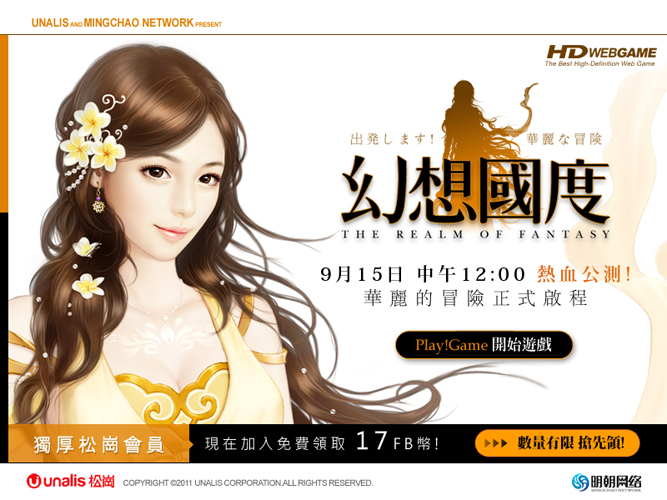 UNALIS AND MINGCHAO NETWORK PRESENT
HD WEBGAME
The Best High-Definition Web Game
出発します! 華麗な冒険
幻想國度
THE REALM OF FANTASY
9月15日 中午12:00 熱血公測!
華麗的冒險正式啟程
Play!Game 開始遊戲
獨厚松崗會員 現在加入免費領取 17 FB幣! 數量有限 搶先領!
unalis 松崗 COPYRIGHT ©2011 UNALIS CORPORATION.ALL RIGHTS RESERVED. 明朝网络
MINGCHAO NETWORK